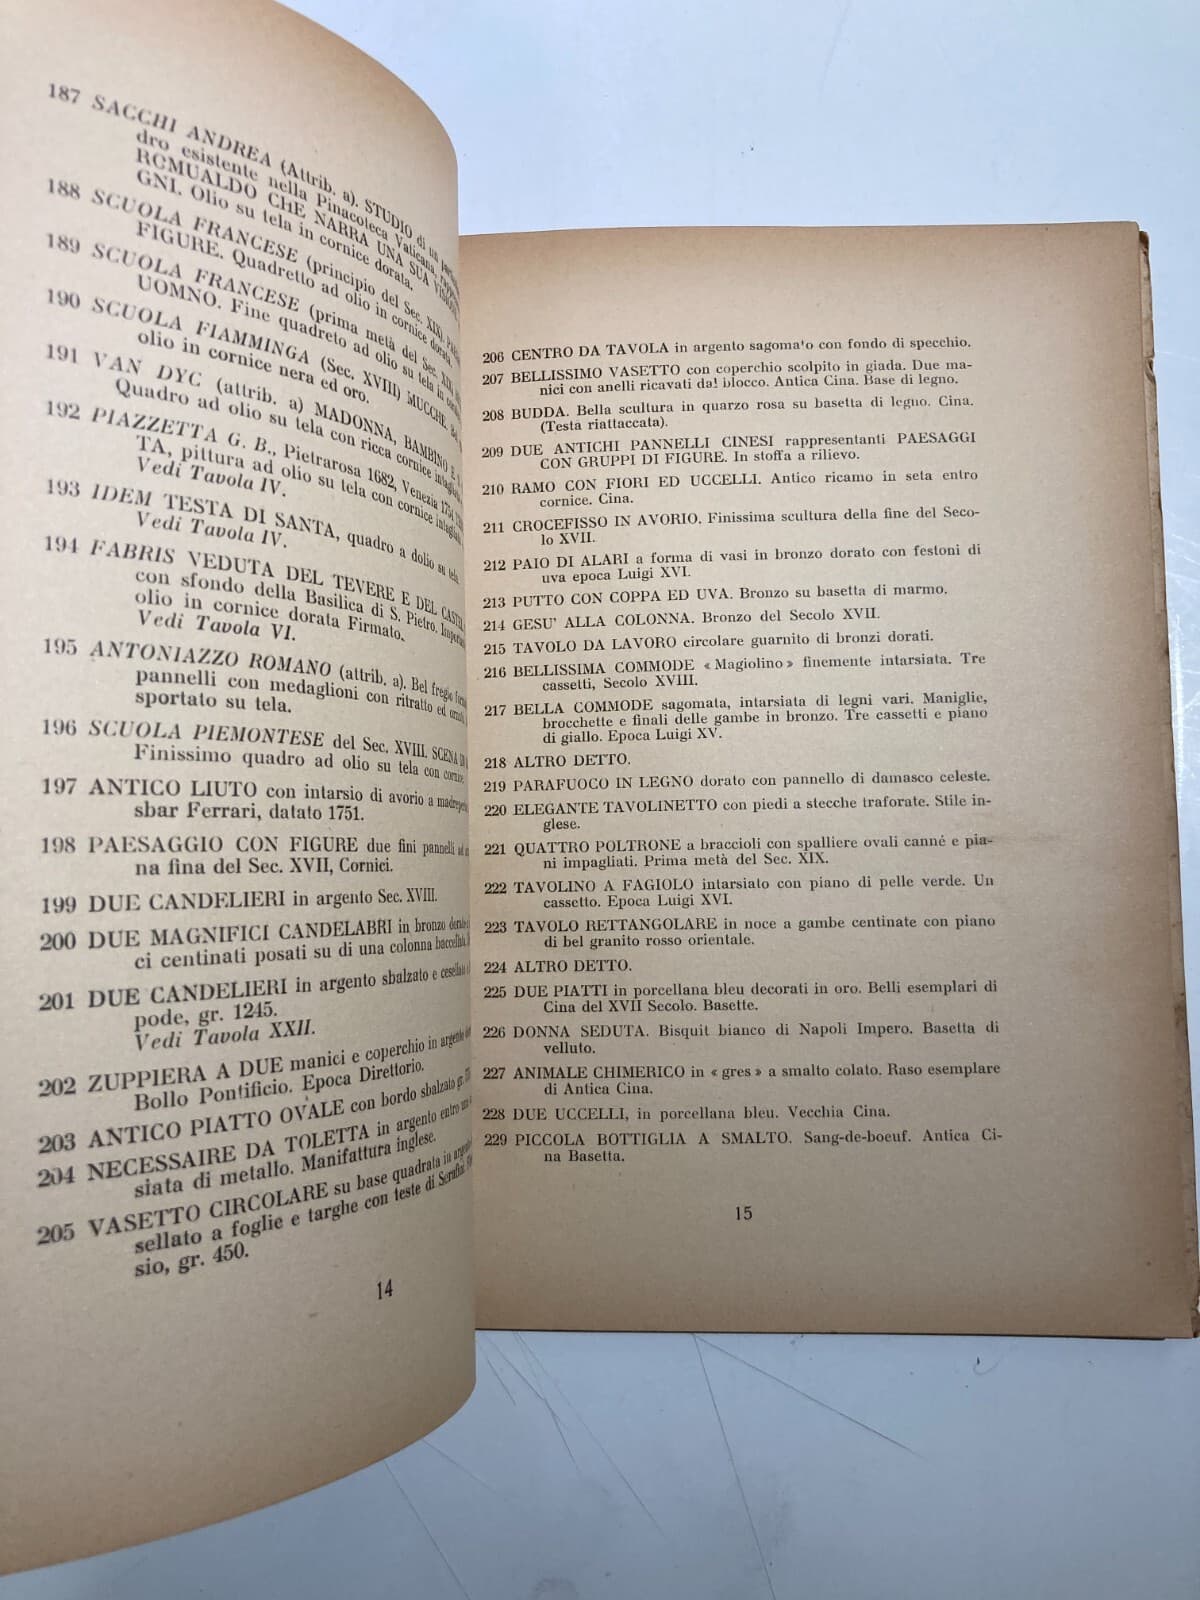 187 SACCHI ANDREA (Attrib. a). STUDIO di un
dro esistente nella Pinacoteca Vaticana,
ROMUALDO CHE NARRA UNA SUA
GNI. Olio su tela in cornice dorata.
188 SCUOLA FRANCESE (principio del Sec. XIX).
FIGURE. Quadretto ad olio in cornice dorata.
189 SCUOLA FRANCESE (prima metà del Sec. XIX
UOMNO. Fine quadreto ad olio su tela in
190 SCUOLA FIAMMINGA (Sec. XVIII) MUCCHE.
olio in cornice nera ed oro.
191 VAN DYC (attrib. a) MADONNA, BAMBINO E
Quadro ad olio su tela con ricca cornice
192 PIAZZETTA G. B., Pietrarosa 1682, Venezia 1754
TA, pittura ad olio su tela con cornice
Vedi Tavola IV.
193 IDEM TESTA DI SANTA, quadro a dolio su tela
Vedi Tavola IV.
194 FABRIS VEDUTA DEL TEVERE E DEL
con sfondo della Basilica di S. Pietro.
olio in cornice dorata Firmato.
Vedi Tavola VI.
195 ANTONIAZZO ROMANO (attrib. a). Bel fregio
pannelli con medaglioni con ritratto ed
sportato su tela.
196 SCUOLA PIEMONTESE del Sec. XVIII. SCENA
Finissimo quadro ad olio su tela con
197 ANTICO LIUTO con intarsio di avorio a
sbar Ferrari, datato 1751.
198 PAESAGGIO CON FIGURE due fini pannelli ad
na fina del Sec. XVII, Cornici.
199 DUE CANDELIERI in argento Sec. XVIII.
200 DUE MAGNIFICI CANDELABRI in bronzo
ci centinati posati su di una colonna
201 DUE CANDELIERI in argento sbalzato e
pode, gr. 1245.
Vedi Tavola XXII.
202 ZUPPIERA A DUE manici e coperchio in argento
Bollo Pontificio. Epoca Direttorio.
203 ANTICO PIATTO OVALE con bordo sbalzato gr.
204 NECESSAIRE DA TOLETTA in argento entro
siata di metallo. Manifattura inglese.
205 VASETTO CIRCOLARE su base quadrata in
sellato a foglie e targhe con teste di
sio, gr. 450.
14
206 CENTRO DA TAVOLA in argento sagoma'o con fondo di specchio.
207 BELLISSIMO VASETTO con coperchio scolpito in giada. Due ma-
nici con anelli ricavati dal blocco. Antica Cina. Base di legno.
208 BUDDA. Bella scultura in quarzo rosa su basetta di legno. Cina.
(Testa riattaccata).
209 DUE ANTICHI PANNELLI CINESI rappresentanti PAESAGGI
CON GRUPPI DI FIGURE. In stoffa a rilievo.
210 RAMO CON FIORI ED UCCELLI. Antico ricamo in seta entro
cornice. Cina.
211 CROCEFISSO IN AVORIO. Finissima scultura della fine del Seco-
lo XVII.
212 PAIO DI ALARI a forma di vasi in bronzo dorato con festoni di
uva epoca Luigi XVI.
213 PUTTO CON COPPA ED UVA. Bronzo su basetta di marmo.
214 GESU' ALLA COLONNA. Bronzo del Secolo XVII.
215 TAVOLO DA LAVORO circolare guarnito di bronzi dorati.
216 BELLISSIMA COMMODE «Magiolino» finemente intarsiata. Tre
cassetti, Secolo XVIII.
217 BELLA COMMODE sagomata, intarsiata di legni vari. Maniglie,
brocchette e finali delle gambe in bronzo. Tre cassetti e piano
di giallo. Epoca Luigi XV.
218 ALTRO DETTO.
219 PARAFUOCO IN LEGNO dorato con pannello di damasco celeste.
220 ELEGANTE TAVOLINETTO con piedi a stecche traforate. Stile in-
glese.
221 QUATTRO POLTRONE a braccioli con spalliere ovali canné e pia-
ni impagliati. Prima metà del Sec. XIX.
222 TAVOLINO A FAGIOLO intarsiato con piano di pelle verde. Un
cassetto. Epoca Luigi XVI.
223 TAVOLO RETTANGOLARE in noce a gambe centinate con piano
di bel granito rosso orientale.
224 ALTRO DETTO.
225 DUE PIATTI in porcellana bleu decorati in oro. Belli esemplari di
Cina del XVII Secolo. Basette.
226 DONNA SEDUTA. Bisquit bianco di Napoli Impero. Basetta di
velluto.
227 ANIMALE CHIMERICO in « gres » a smalto colato. Raso esemplare
di Antica Cina.
228 DUE UCCELLI, in porcellana bleu. Vecchia Cina.
229 PICCOLA BOTTIGLIA A SMALTO. Sang-de-boeuf. Antica Ci-
na Basetta.
15